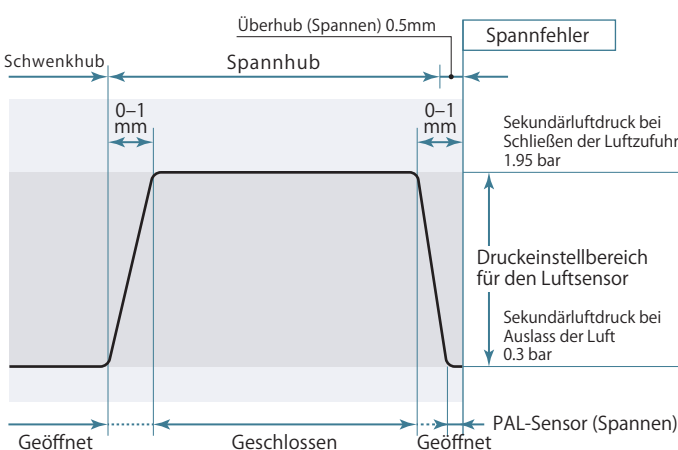 Überhub (Spannen) 0.5mm
Spannfehler
Schwenkhub
Spannhub
0–1
mm
0–1
mm
Sekundärluftdruck bei
Schließen der Luftzufuhr
1.95 bar
Druckeinstellbereich
für den Luftsensor
Sekundärluftdruck bei
Auslass der Luft
0.3 bar
PAL-Sensor (Spannen)
Geöffnet
Geschlossen
Geöffnet